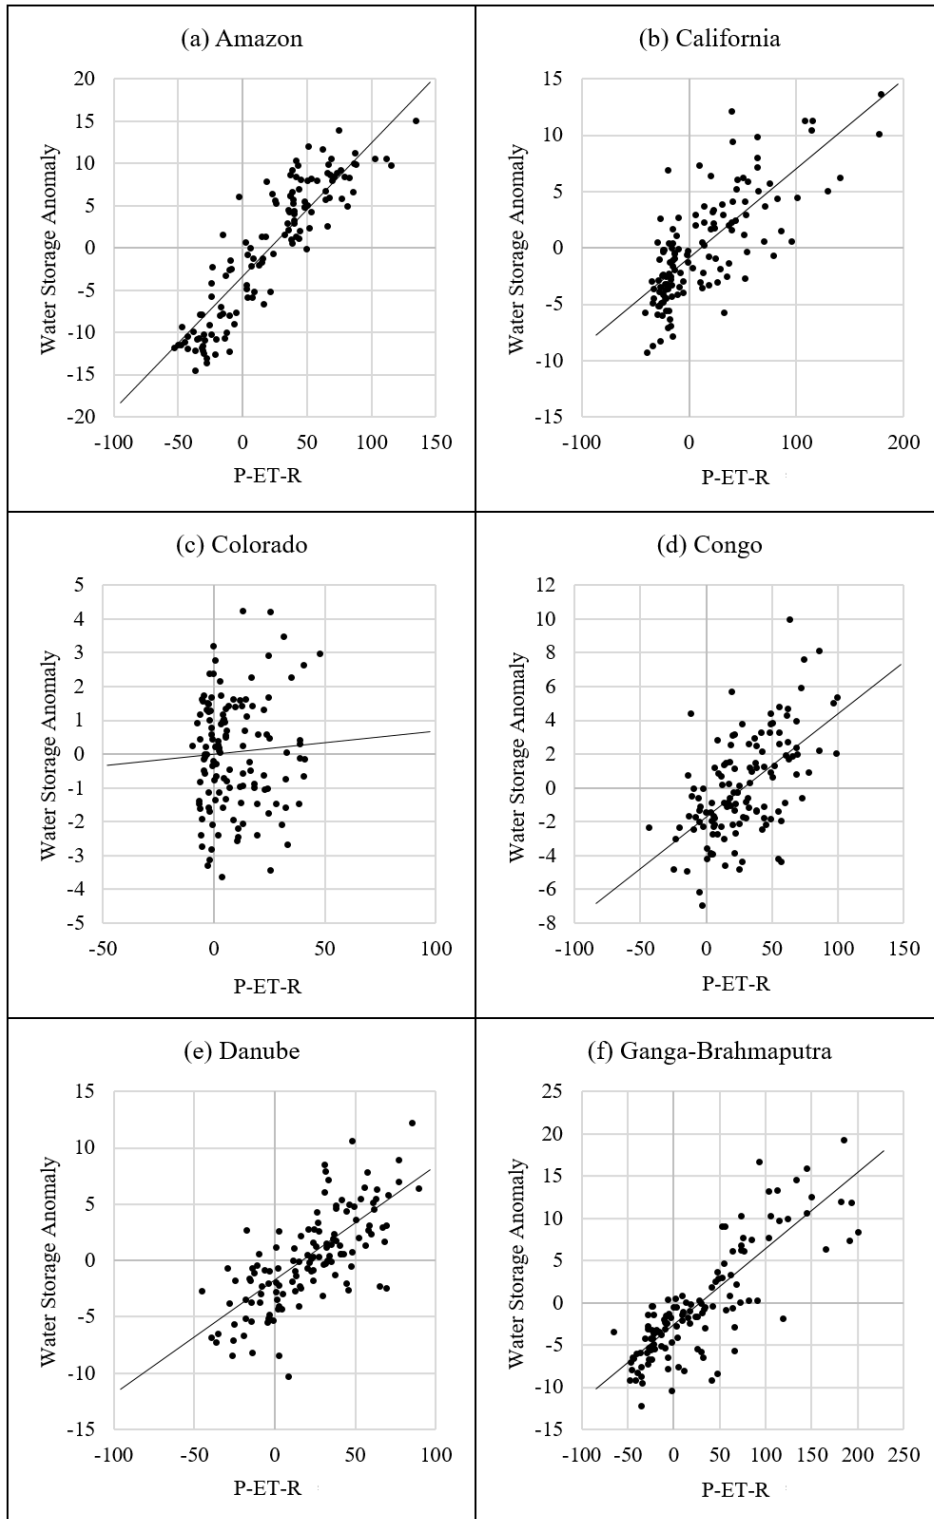 (a) Amazon
Water Storage Anomaly
20
15
10
5
0
-5
-10
-15
-20
-100 -50 0 50 100 150
P-ET-R
(b) California
Water Storage Anomaly
15
10
5
0
-5
-10
-15
-100 0 100 200
P-ET-R
(c) Colorado
Water Storage Anomaly
5
4
3
2
1
0
-1
-2
-3
-4
-5
-50 0 50 100
P-ET-R
(d) Congo
Water Storage Anomaly
12
10
8
6
4
2
0
-2
-4
-6
-8
-100 -50 0 50 100 150
P-ET-R
(e) Danube
Water Storage Anomaly
15
10
5
0
-5
-10
-15
-100 -50 0 50 100
P-ET-R
(f) Ganga-Brahmaputra
Water Storage Anomaly
25
20
15
10
5
0
-5
-10
-15
-100 -50 0 50 100 150 200 250
P-ET-R